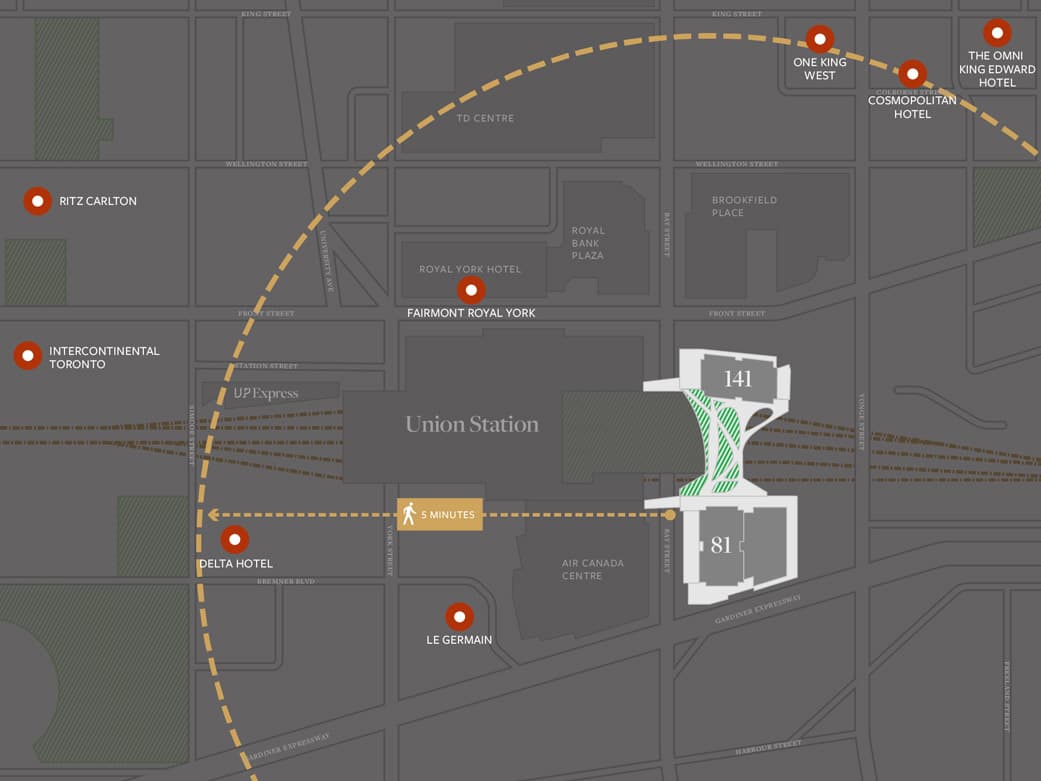 KING STREET
KING STREET
ONE KING
WEST
THE OMNI
KING EDWARD
HOTEL
COLBORNE STREET
COSMOPOLITAN
HOTEL
TD CENTRE
WELLINGTON STREET
WELLINGTON STREET
RITZ CARLTON
UNIVERSITY AVE
ROYAL
BANK
PLAZA
BAY STREET
BROOKFIELD
PLACE
ROYAL YORK HOTEL
FAIRMONT ROYAL YORK
FRONT STREET
FRONT STREET
INTERCONTINENTAL
TORONTO
STATION STREET
UP Express
141
SIMCOE STREET
Union Station
YONGE STREET
5 MINUTES
YORK STREET
BAY STREET
81
DELTA HOTEL
AIR CANADA
CENTRE
BREMNER BLVD
GARDINER EXPRESSWAY
LE GERMAIN
FREELAND STREET
GARDINER EXPRESSWAY
HARBOUR STREET